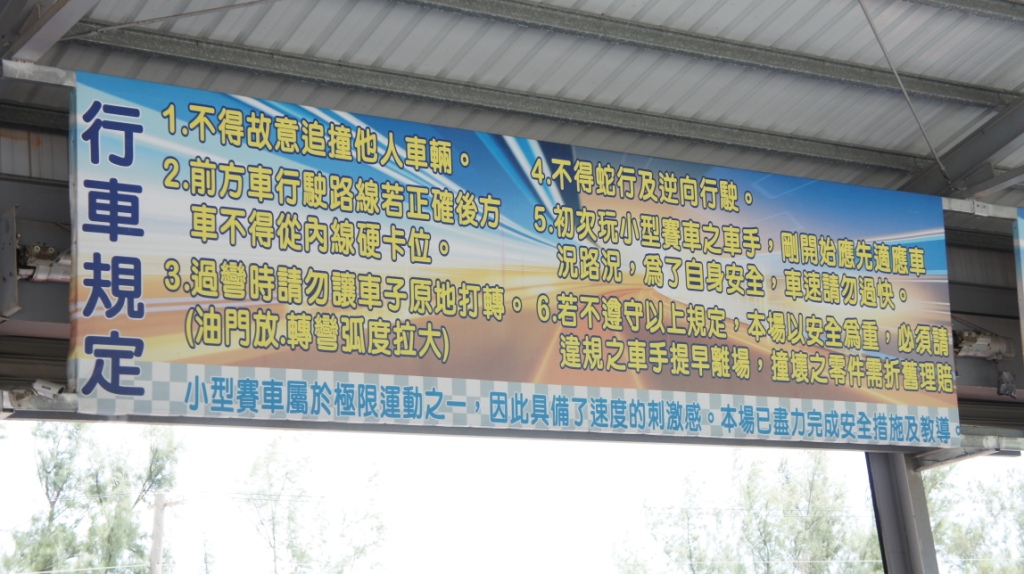 行車規定
1.不得故意追撞他人車輛。
2.前方車行駛路線若正確後方
車不得從內線硬卡位。
3.過彎時請勿讓車子原地打轉。
(油門放.轉彎弧度拉大)
4.不得蛇行及逆向行駛。
5.初次玩小型賽車之車手，剛開始應先適應車
況路況，為了自身安全，車速請勿過快。
6.若不遵守以上規定，本場以安全為重，必須請
違規之車手提早離場，撞壞之零件需折舊理賠
小型賽車屬於極限運動之一，因此具備了速度的刺激感。本場已盡力完成安全措施及教導。